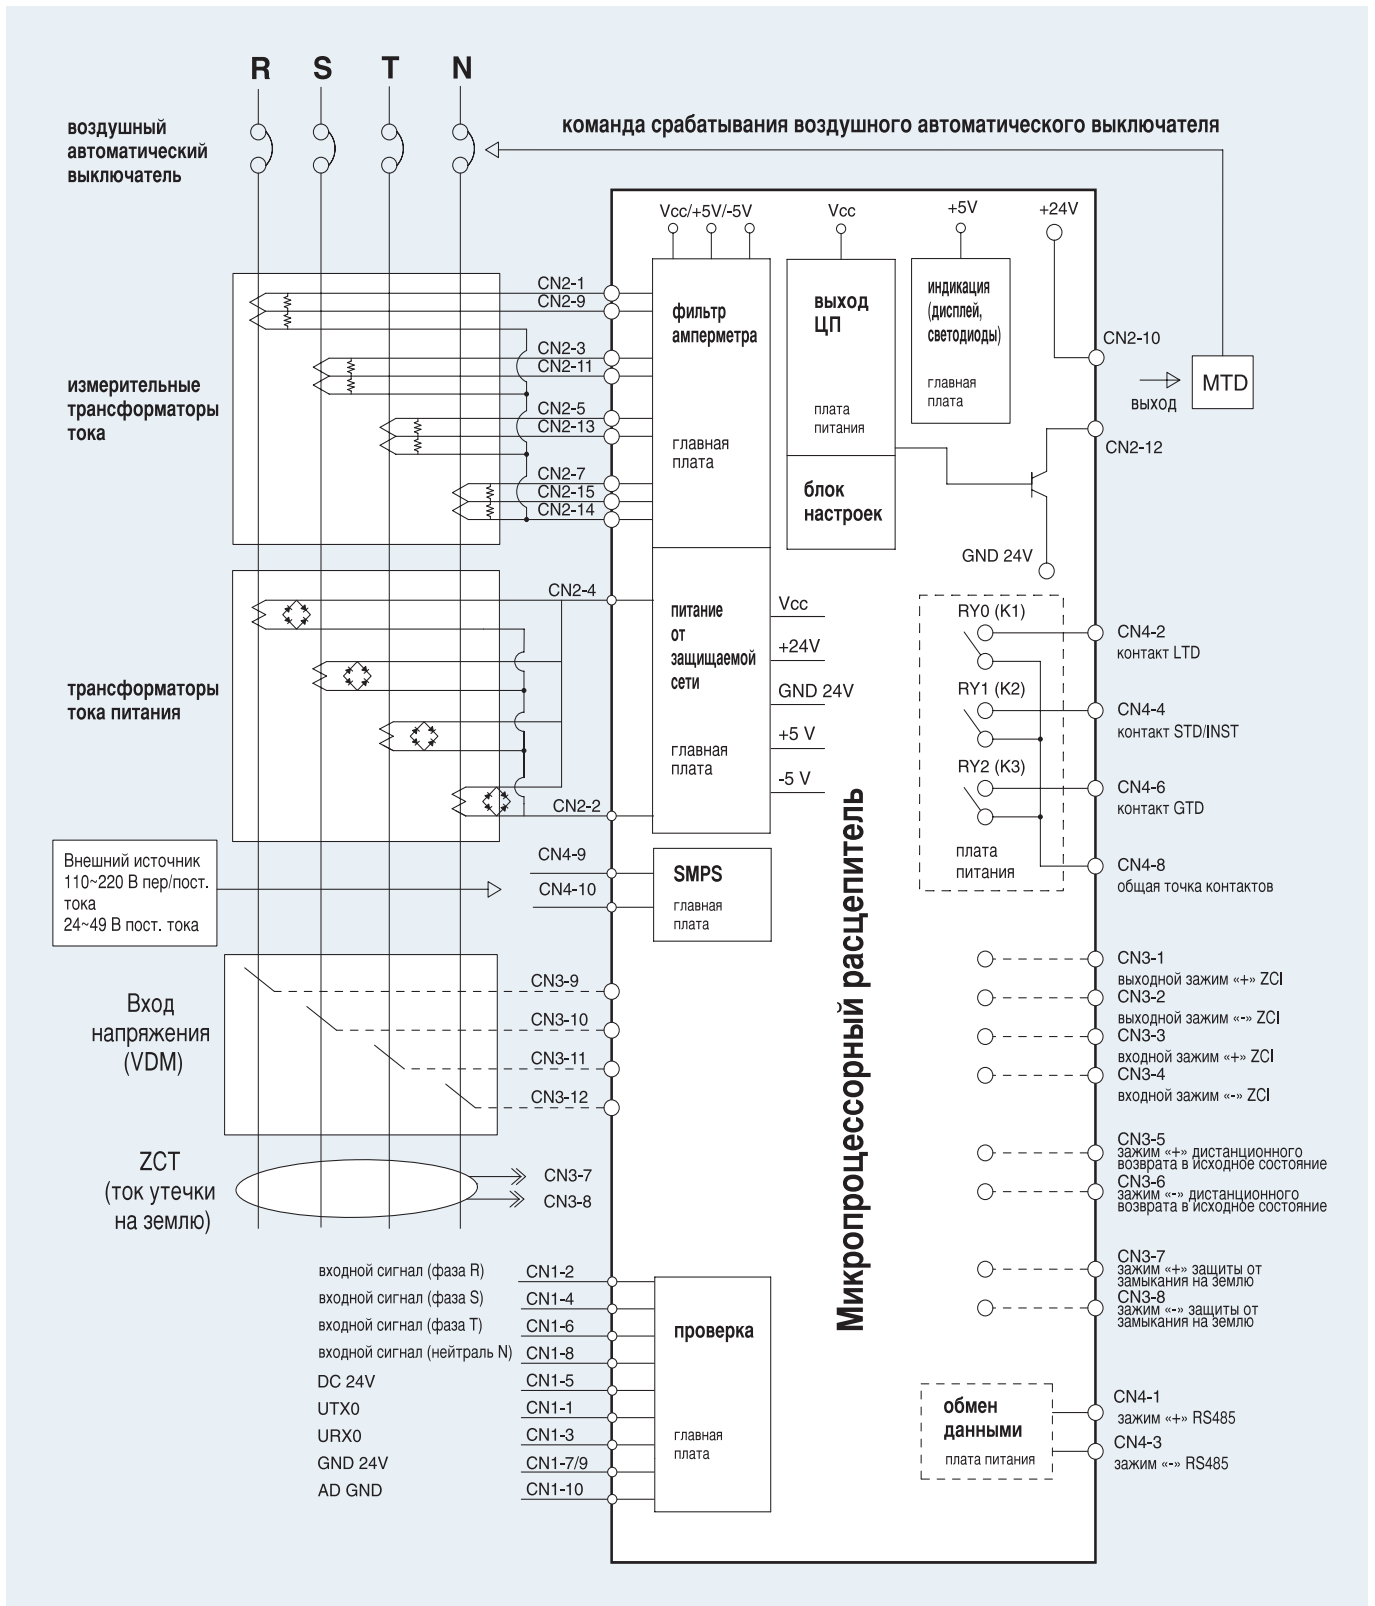 R S T N
воздушный
автоматический
выключатель
команда срабатывания воздушного автоматического выключателя
Vcc/+5V/-5V
Vcc
+5V
+24V
измерительные
трансформаторы
тока
CN2-1
CN2-9
CN2-3
CN2-11
CN2-5
CN2-13
CN2-7
CN2-15
CN2-14
фильтр
амперметра
главная
плата
выход
ЦП
плата
питания
блок
настроек
индикация
(дисплей,
светодиоды)
главная
плата
CN2-10
выход
MTD
CN2-12
GND 24V
трансформаторы
тока питания
CN2-4
CN2-2
питание
от
защищаемой
сети
главная
плата
Vcc
+24V
GND 24V
+5 V
-5 V
RY0 (K1)
RY1 (K2)
RY2 (K3)
плата
питания
CN4-2
контакт LTD
CN4-4
контакт STD/INST
CN4-6
контакт GTD
CN4-8
общая точка контактов
Внешний источник
110~220 В пер/пост.
тока
24~49 В пост. тока
CN4-9
CN4-10
SMPS
главная
плата
Микропроцессорный расцепитель
Вход
напряжения
(VDM)
CN3-9
CN3-10
CN3-11
CN3-12
CN3-1
выходной зажим «+» ZCI
CN3-2
выходной зажим «-» ZCI
CN3-3
входной зажим «+» ZCI
CN3-4
входной зажим «-» ZCI
CN3-5
зажим «+» дистанционного
возврата в исходное состояние
CN3-6
зажим «-» дистанционного
возврата в исходное состояние
CN3-7
зажим «+» защиты от
замыкания на землю
CN3-8
зажим «-» защиты от
замыкания на землю
ZCT
(ток утечки
на землю)
CN3-7
CN3-8
входной сигнал (фаза R) CN1-2
входной сигнал (фаза S) CN1-4
входной сигнал (фаза T) CN1-6
входной сигнал (нейтраль N) CN1-8
DC 24V CN1-5
UTX0 CN1-1
URX0 CN1-3
GND 24V CN1-7/9
AD GND CN1-10
проверка
главная
плата
обмен
данными
плата питания
CN4-1
зажим «+» RS485
CN4-3
зажим «-» RS485